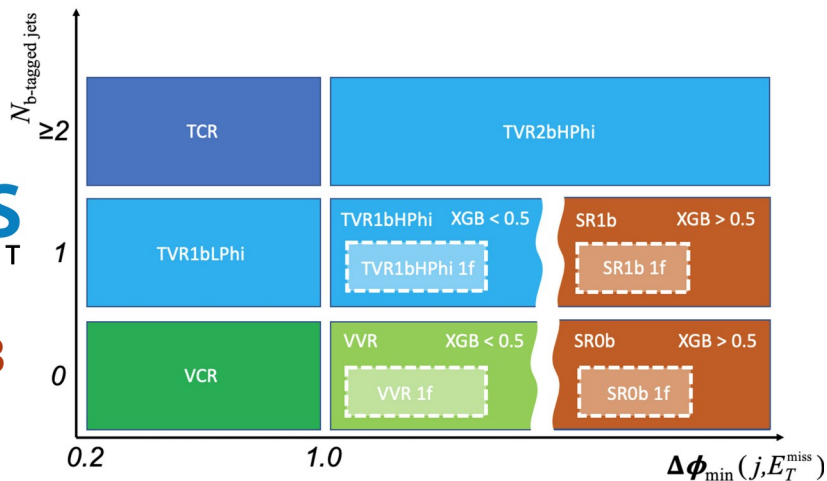 N b-tagged jets
≥2
TCR
TVR2bHPhi
S
T
1
TVR1bLPhi
TVR1bHPhi XGB < 0.5
TVR1bHPhi 1f
SR1b XGB > 0.5
SR1b 1f
3
0
VCR
VVR XGB < 0.5
VVR 1f
SR0b XGB > 0.5
SR0b 1f
0.2
1.0
Δϕmin(j,E_T^miss)